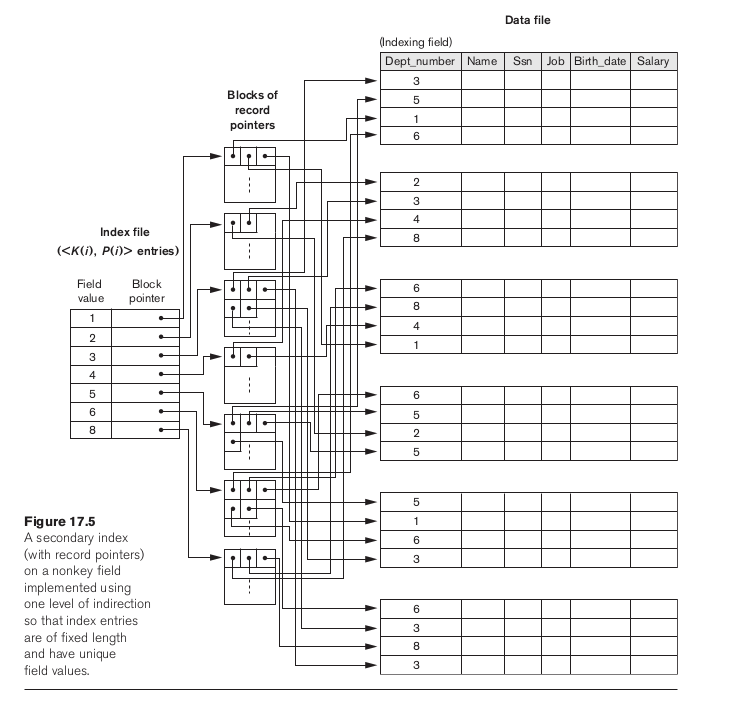 Data file
(Indexing field)
Dept_number Name Ssn Job Birth_date Salary
3
5
1
6
2
3
4
8
6
8
4
1
6
5
2
5
5
1
6
3
6
3
8
3
Blocks of
record
pointers
Index file
(<K(i), P(i)> entries)
Field Block
value pointer
1
2
3
4
5
6
8
Figure 17.5
A secondary index
(with record pointers)
on a nonkey field
implemented using
one level of indirection
so that index entries
are of fixed length
and have unique
field values.